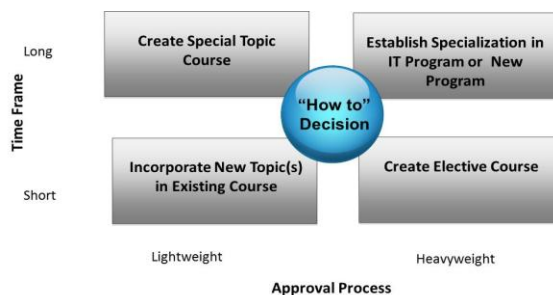 Time Frame
Long
Short
Create Special Topic
Course
Establish Specialization in
IT Program or New
Program
“How to”
Decision
Incorporate New Topic(s)
in Existing Course
Create Elective Course
Lightweight
Heavyweight
Approval Process